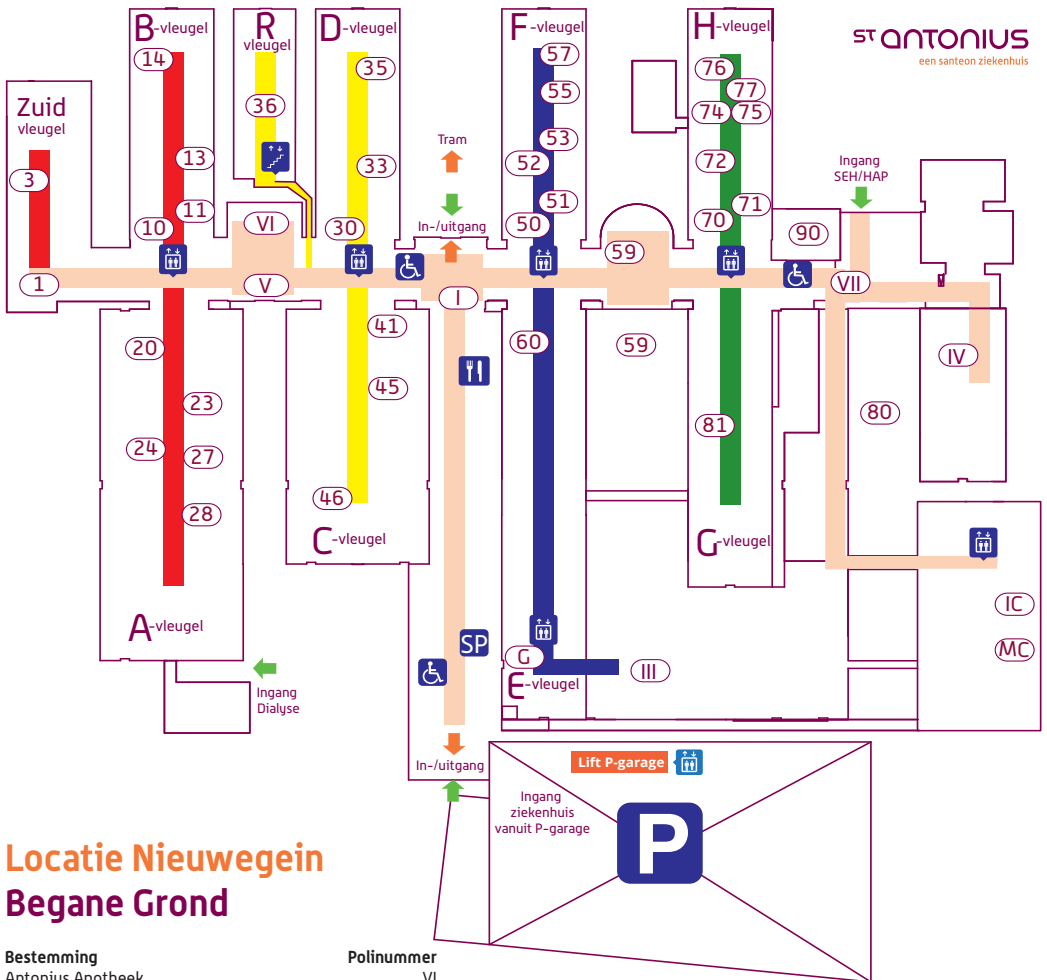 B-vleugel
R
vleugel
D-vleugel
F-vleugel
H-vleugel
ST ANTONIUS
een santeon ziekenhuis
14
35
57
76
77
55
36
74
75
Zuid
vleugel
Tram
53
13
33
52
72
Ingang
SEH/HAP
3
11
51
71
10
VI
30
In-/uitgang
50
70
90
59
1
V
I
VII
41
20
60
59
IV
45
23
80
81
24
27
46
28
C-vleugel
G-vleugel
IC
A-vleugel
SP
MC
G
III
Ingang
Dialyse
E-vleugel
In-/uitgang
Lift P-garage
Ingang
ziekenhuis
vanuit P-garage
P
Locatie Nieuwegein
Begane Grond
Bestemming Polinummer
Antonius Apotheek VI